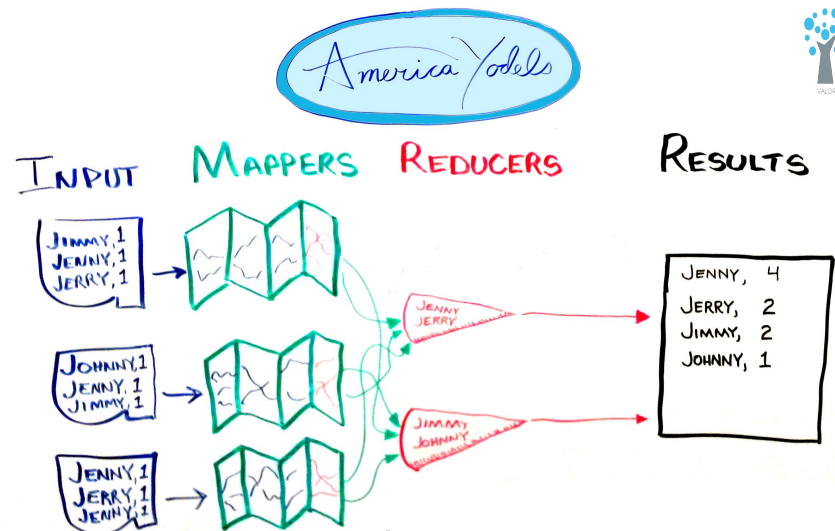 America Yodels
VALOR
INPUT
MAPPERS
REDUCERS
RESULTS
JIMMY,1
JENNY,1
JERRY,1
JOHNNY,1
JENNY,1
JIMMY,1
JENNY,1
JERRY,1
JENNY,1
JENNY
JERRY
JIMMY
JOHNNY
JENNY, 4
JERRY, 2
JIMMY, 2
JOHNNY, 1